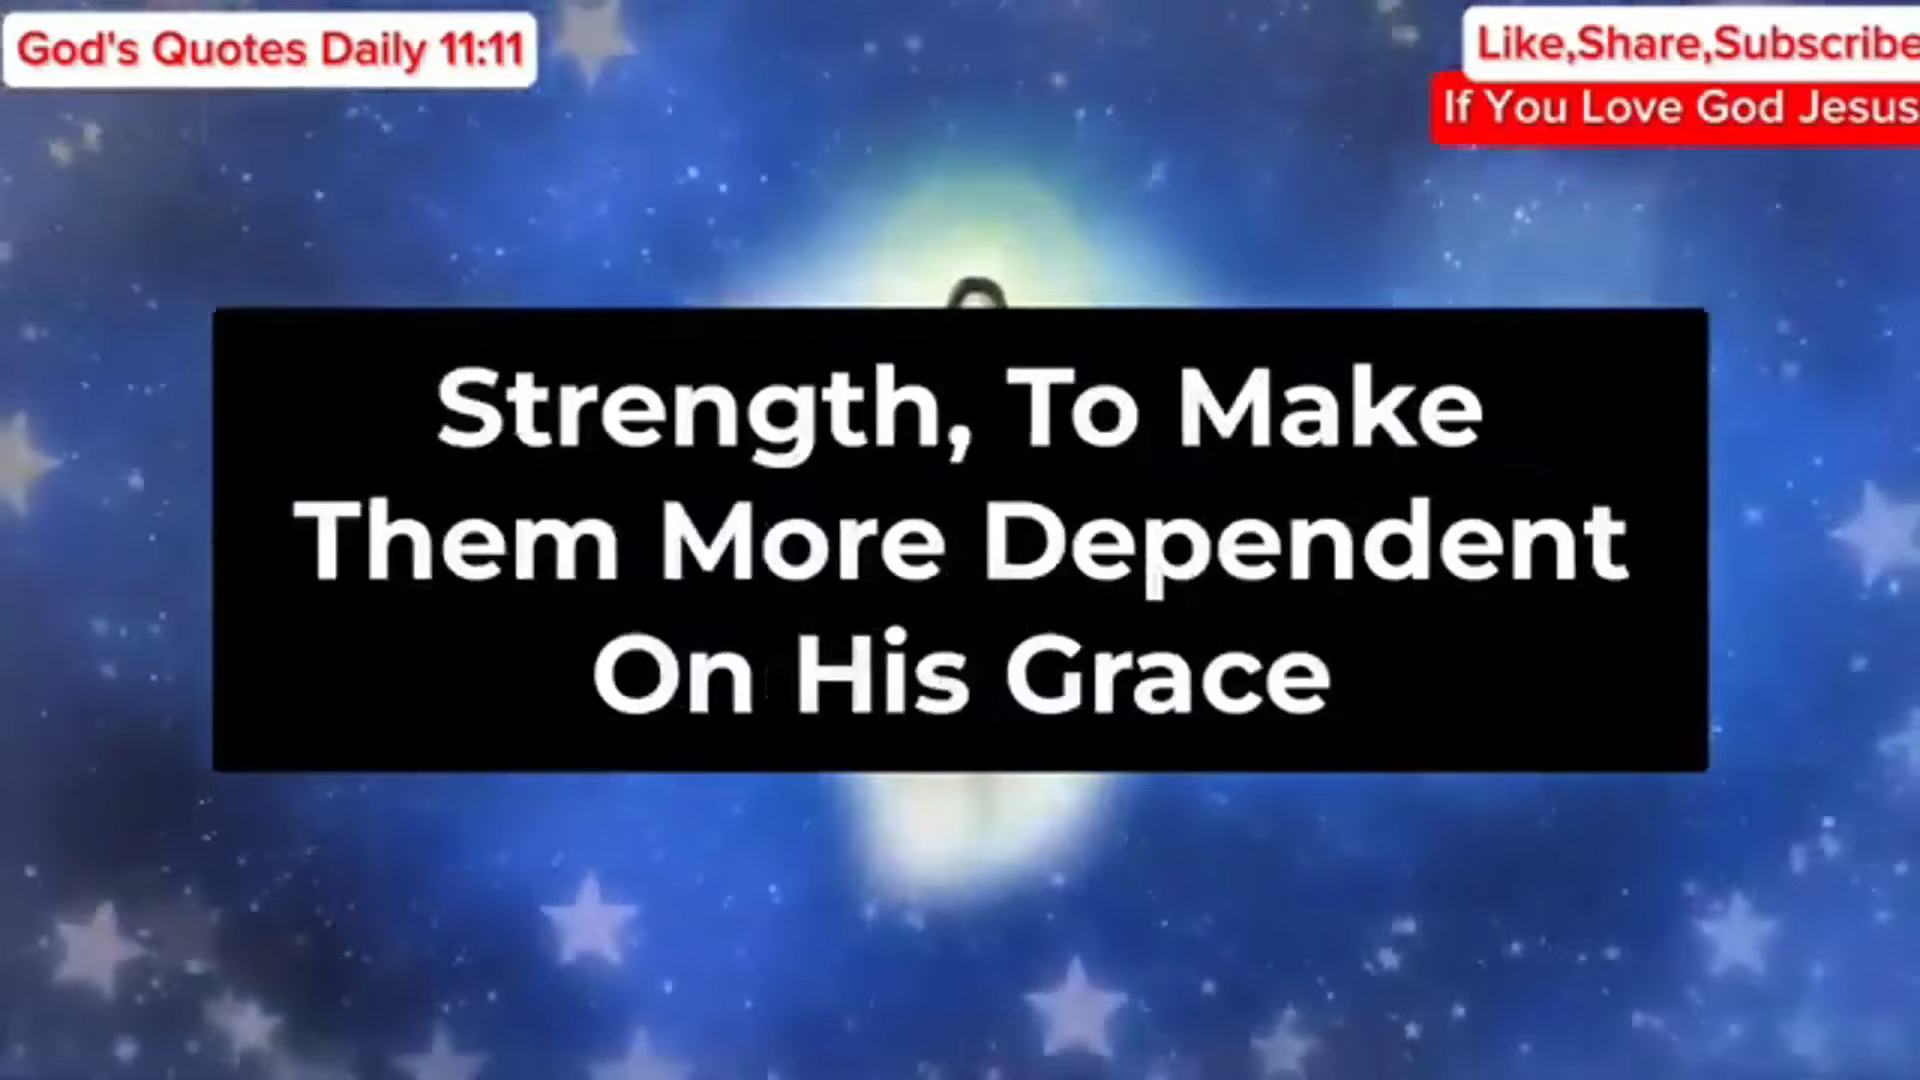 God's Quotes Daily 11:11
Like,Share,Subscribe
If You Love God Jesus
Strength, To Make
Them More Dependent
On His Grace